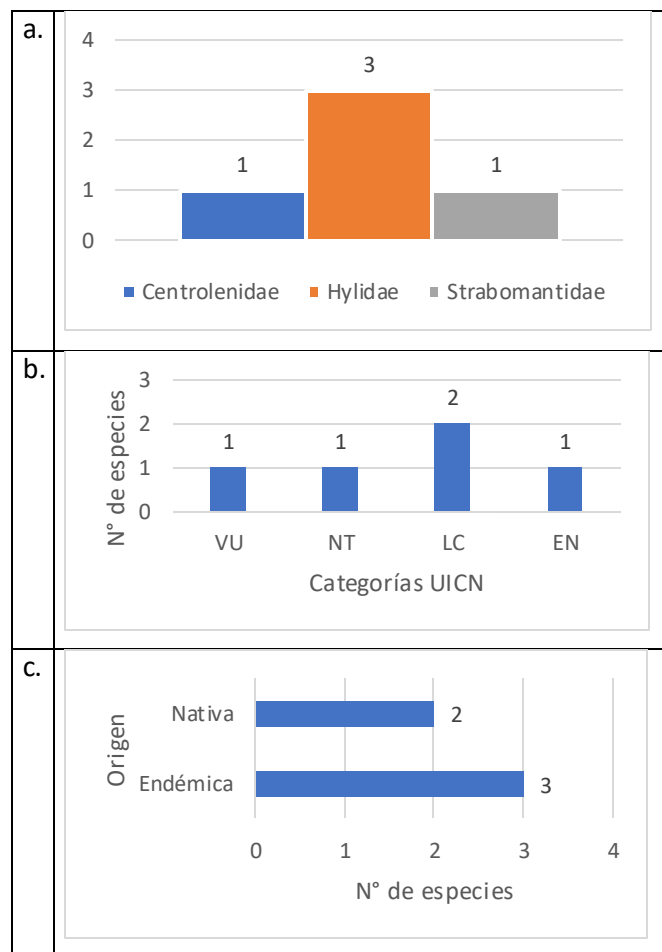 a.
4
3
2
1
0
1
3
1
Centrolenidae Hylidae Strabomantidae
b.
N° de especies
3
2
1
0
1
1
2
1
VU NT LC EN
Categorías UICN
c.
Origen
Nativa
2
Endémica
3
0 1 2 3 4
N° de especies